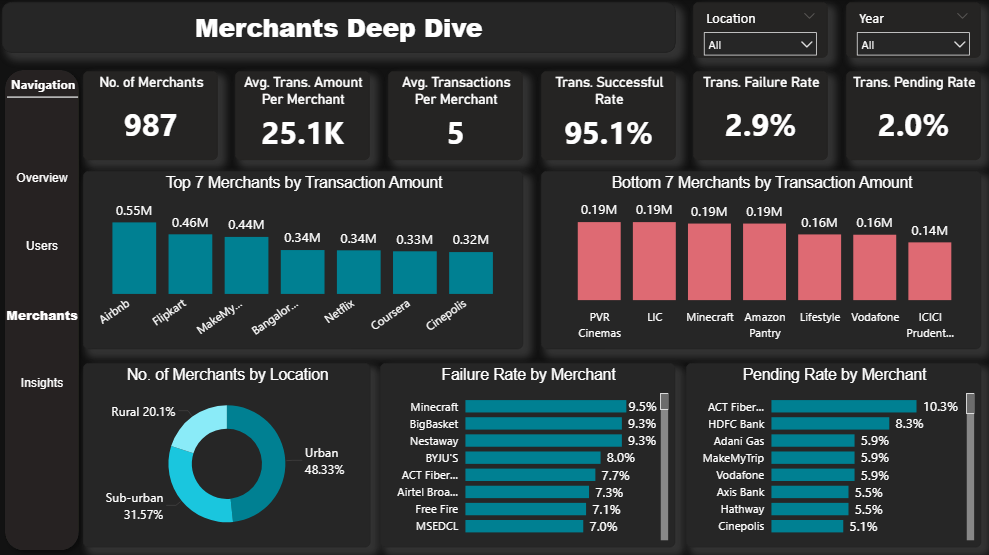 Merchants Deep Dive
Location
All
Year
All
Navigation
Overview
Users
Merchants
Insights
No. of Merchants
987
Avg. Trans. Amount
Per Merchant
25.1K
Avg. Transactions
Per Merchant
5
Trans. Successful
Rate
95.1%
Trans. Failure Rate
2.9%
Trans. Pending Rate
2.0%
Top 7 Merchants by Transaction Amount
0.55M
0.46M
0.44M
0.34M
0.34M
0.33M
0.32M
Airbnb
Flipkart
MakeMy...
Bangalor...
Netflix
Coursera
Cinepolis
Bottom 7 Merchants by Transaction Amount
0.19M
0.19M
0.19M
0.19M
0.16M
0.16M
0.14M
PVR
Cinemas
LIC
Minecraft
Amazon
Pantry
Lifestyle
Vodafone
ICICI
Prudent...
No. of Merchants by Location
Rural 20.1%
Urban
48.33%
Sub-urban
31.57%
Failure Rate by Merchant
Minecraft 9.5%
BigBasket 9.3%
Nestaway 9.3%
BYJU'S 8.0%
ACT Fiber... 7.7%
Airtel Broa... 7.3%
Free Fire 7.1%
MSEDCL 7.0%
Pending Rate by Merchant
ACT Fiber... 10.3%
HDFC Bank 8.3%
Adani Gas 5.9%
MakeMyTrip 5.9%
Vodafone 5.9%
Axis Bank 5.5%
Hathway 5.5%
Cinepolis 5.1%